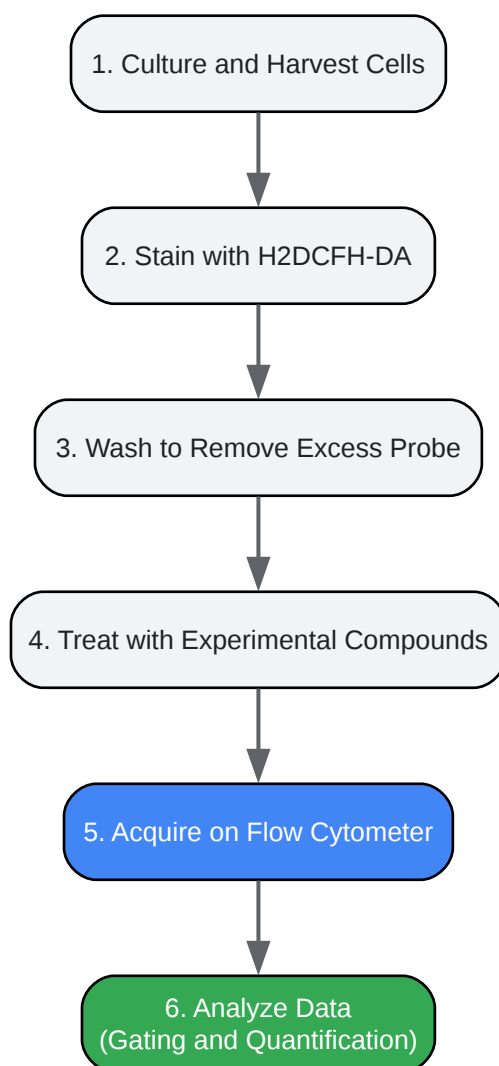 1. Culture and Harvest Cells
2. Stain with H2DCFH-DA
3. Wash to Remove Excess Probe
4. Treat with Experimental Compounds
5. Acquire on Flow Cytometer
6. Analyze Data
(Gating and Quantification)